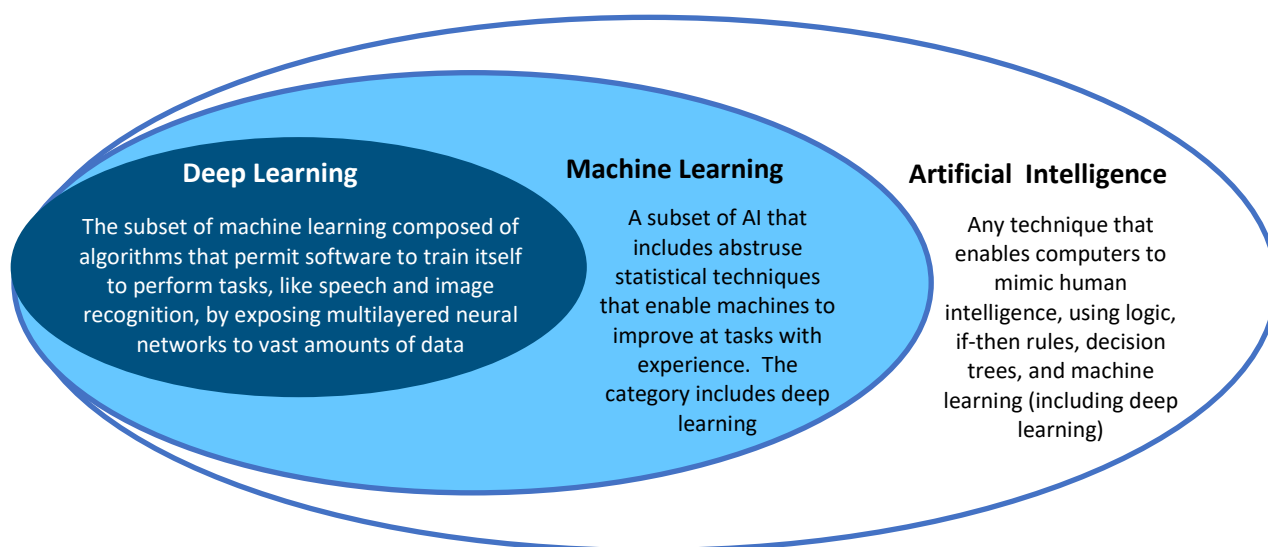 Deep Learning
The subset of machine learning composed of
algorithms that permit software to train itself
to perform tasks, like speech and image
recognition, by exposing multilayered neural
networks to vast amounts of data
Machine Learning
A subset of AI that
includes abstruse
statistical techniques
that enable machines to
improve at tasks with
experience.  The
category includes deep
learning
Artificial  Intelligence
Any technique that
enables computers to
mimic human
intelligence, using logic,
if-then rules, decision
trees, and machine
learning (including deep
learning)